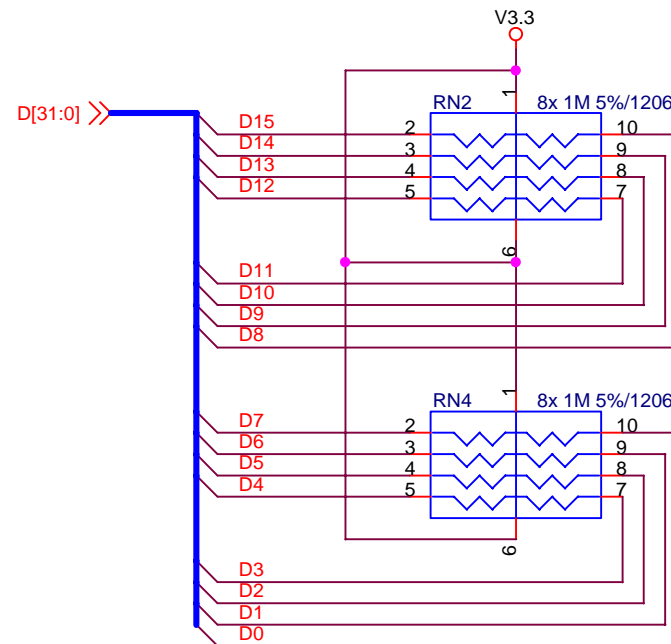 V3.3
D[31:0]
RN2 8x 1M 5%/1206
1
D15 2 10
D14 3 9
D13 4 8
D12 5 7
6
D11
D10
D9
D8
1
RN4 8x 1M 5%/1206
D7 2 10
D6 3 9
D5 4 8
D4 5 7
6
D3
D2
D1
D0